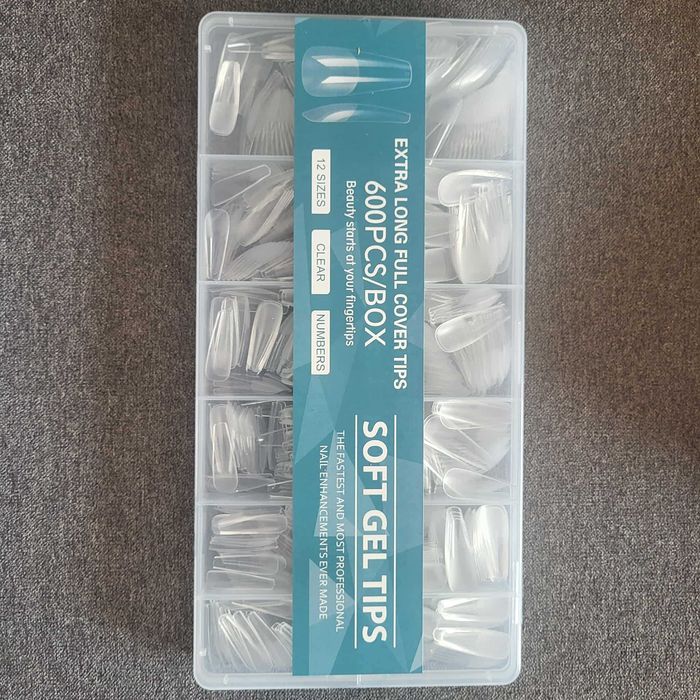 EXTRA LONG FULL COVER TIPS
600PCS/BOX
Beauty starts at your fingertips
12 SIZES
CLEAR
NUMBERS
SOFT GEL TIPS
THE FASTEST AND MOST PROFESSIONAL
NAIL ENHANCEMENTS EVER MADE